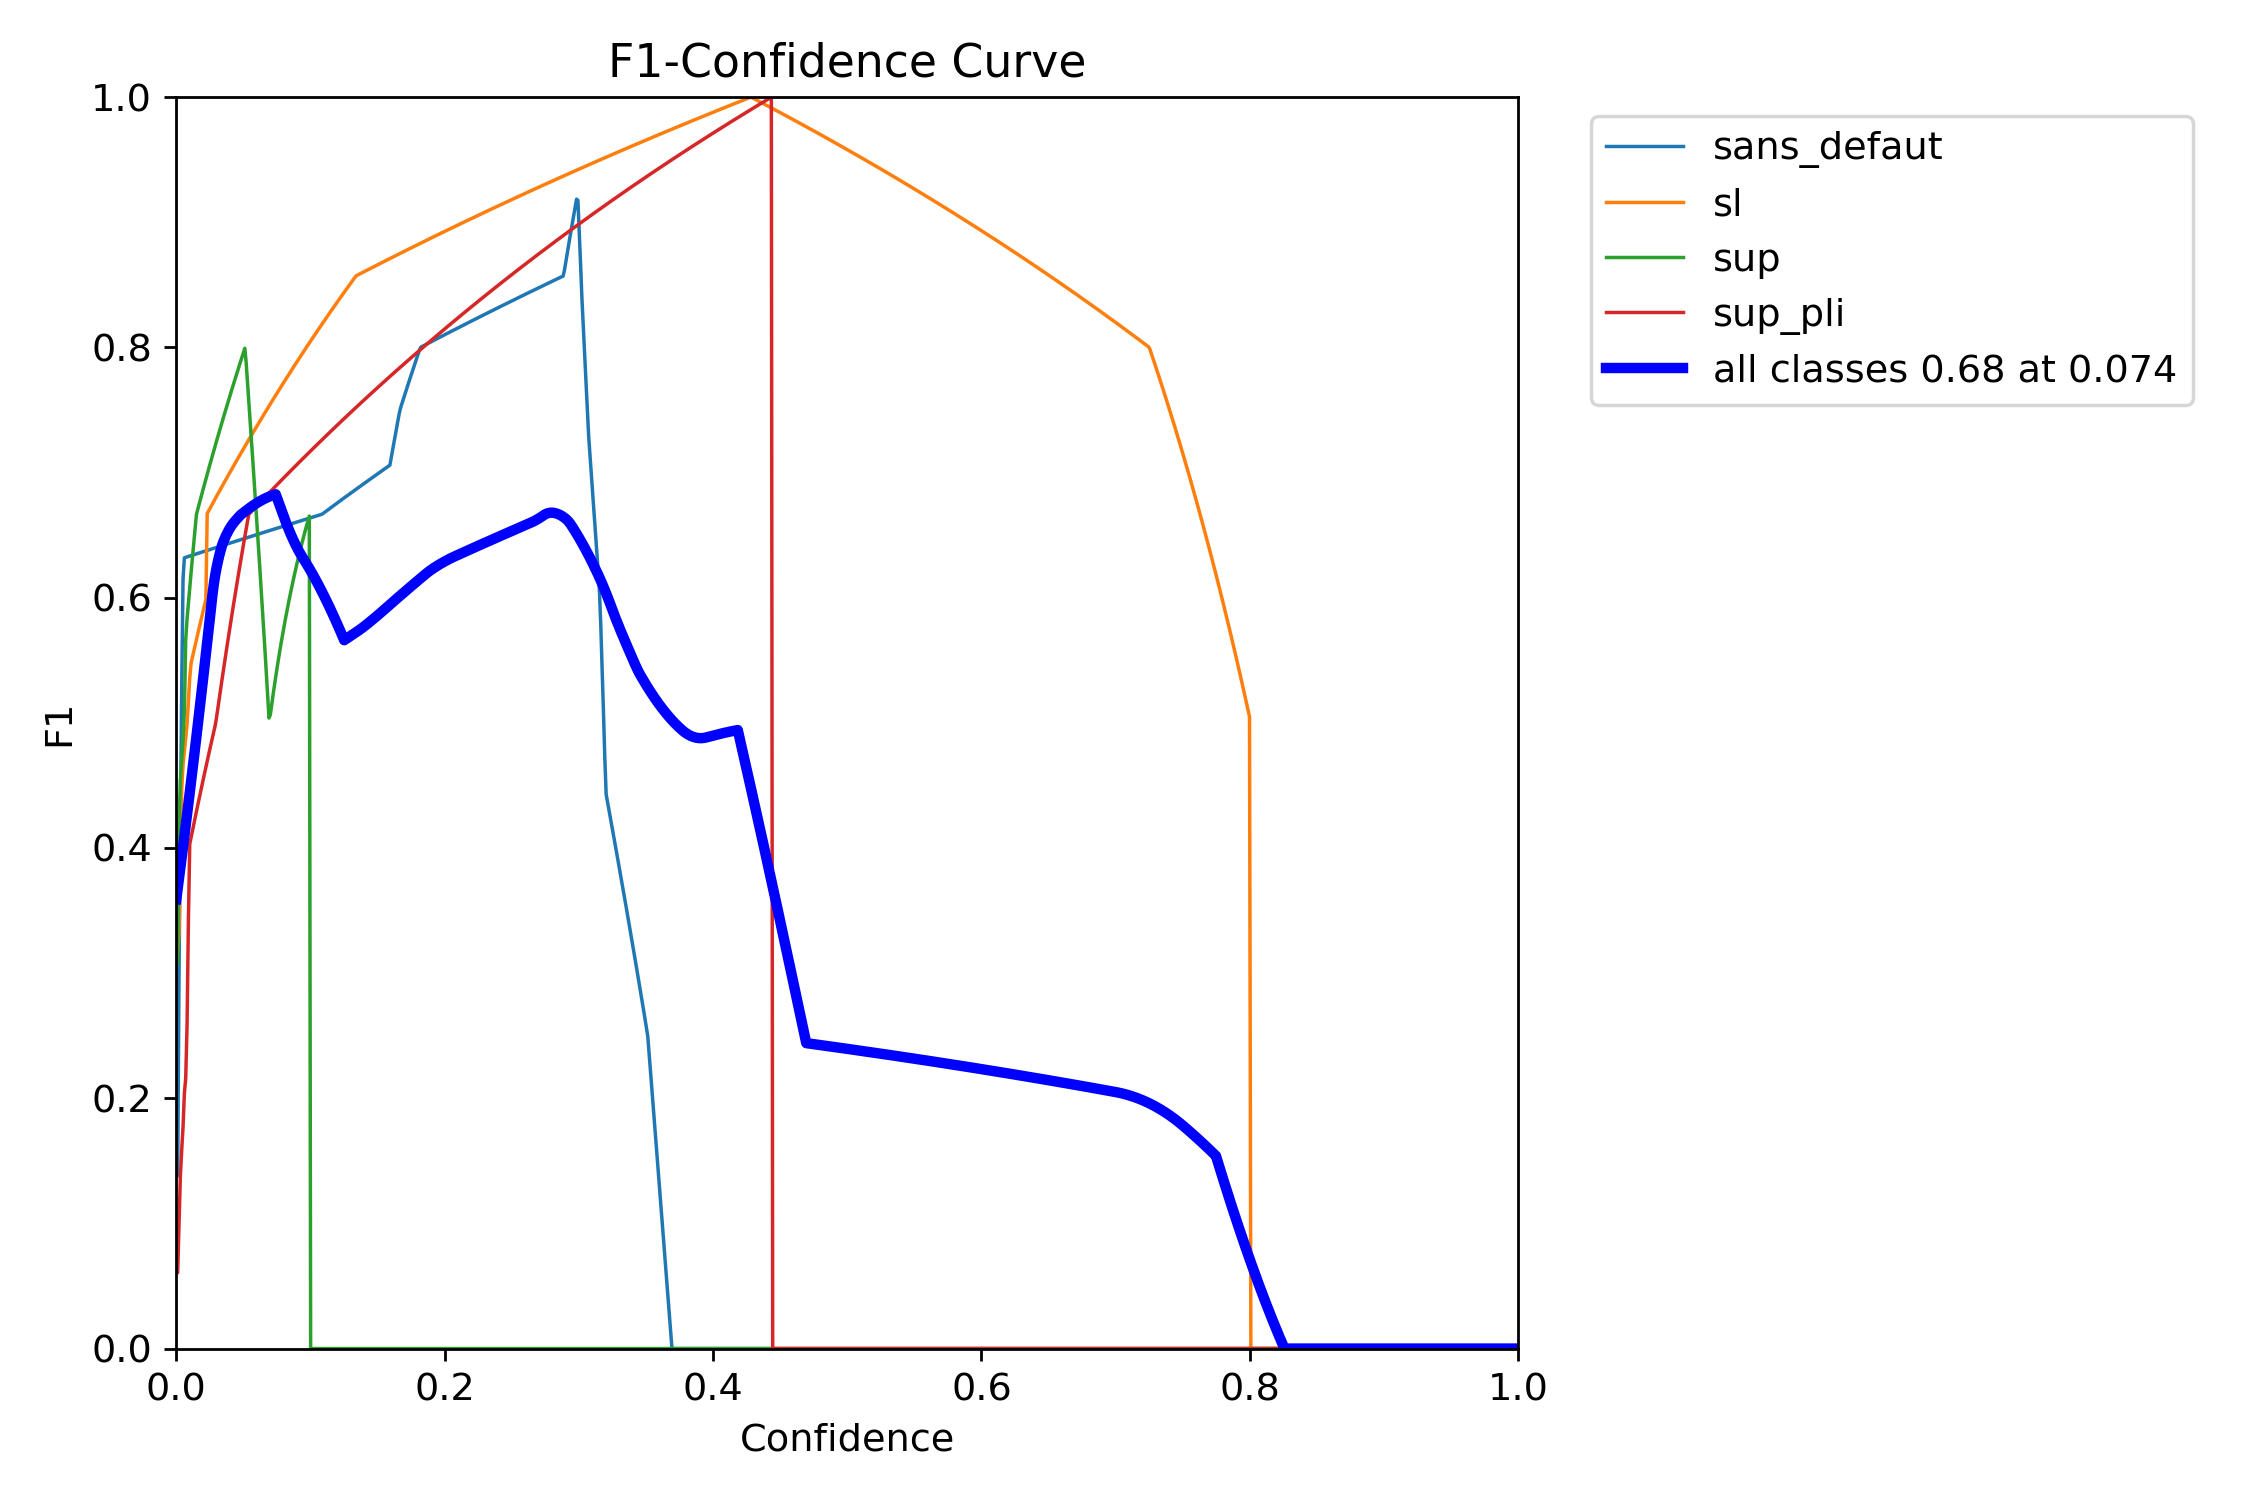 F1-Confidence Curve
1.0
0.8
0.6
0.4
0.2
0.0
F1
0.0 0.2 0.4 0.6 0.8 1.0
Confidence
sans_defaut
sl
sup
sup_pli
all classes 0.68 at 0.074